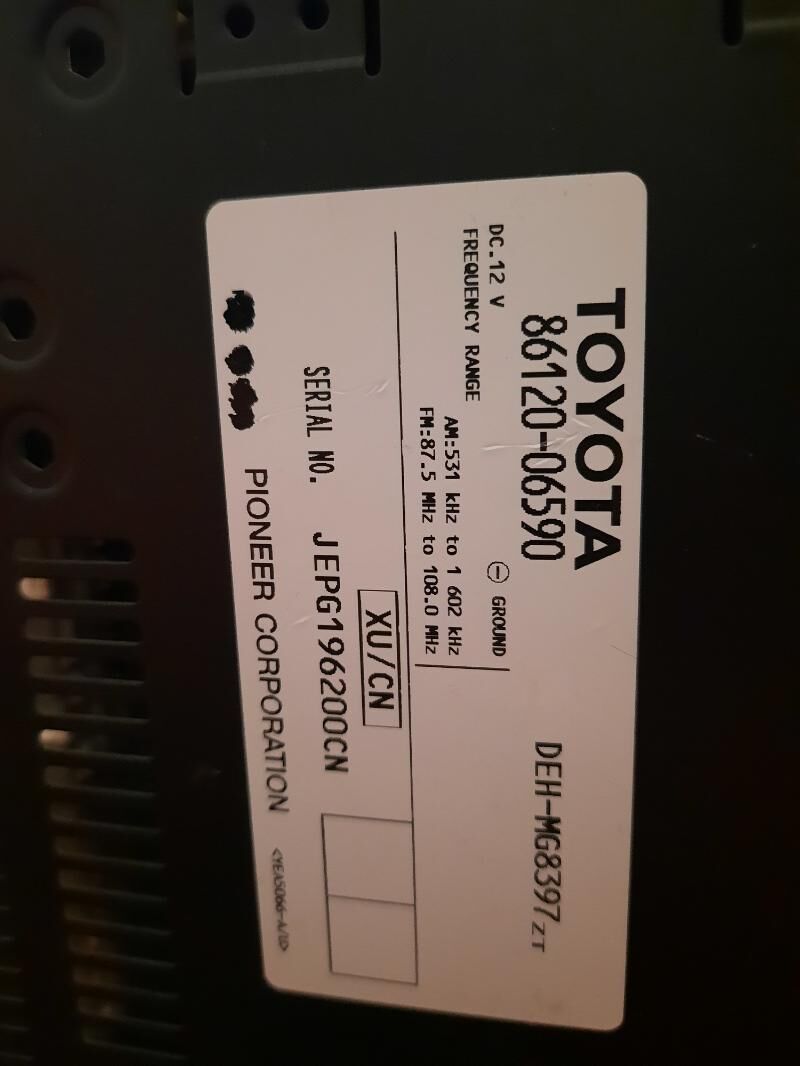 TOYOTA
86120-06590
DEH-MG8397ZT
DC.12 V
⊖ GROUND
FREQUENCY RANGE
AM:531 kHz to 1 602 kHz
FM:87.5 MHz to 108.0 MHz
XU/CN
SERIAL NO. JEPG196200CN
PIONEER CORPORATION